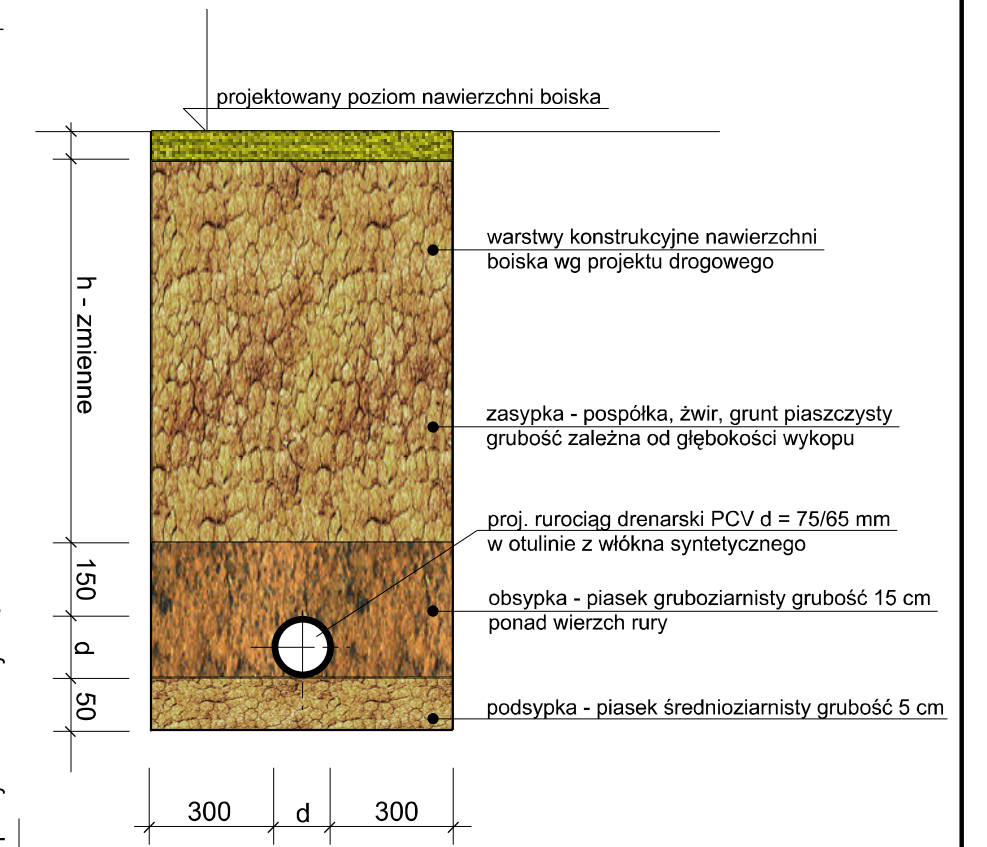 projektowany poziom nawierzchni boiska
warstwy konstrukcyjne nawierzchni
boiska wg projektu drogowego
h - zmienne
zasypka - pospółka, żwir, grunt piaszczysty
grubość zależna od głębokości wykopu
proj. rurociąg drenarski PCV d = 75/65 mm
w otulinie z włókna syntetycznego
150
obsypka - piasek gruboziarnisty grubość 15 cm
ponad wierzch rury
d
50
podsypka - piasek średnioziarnisty grubość 5 cm
300 d 300